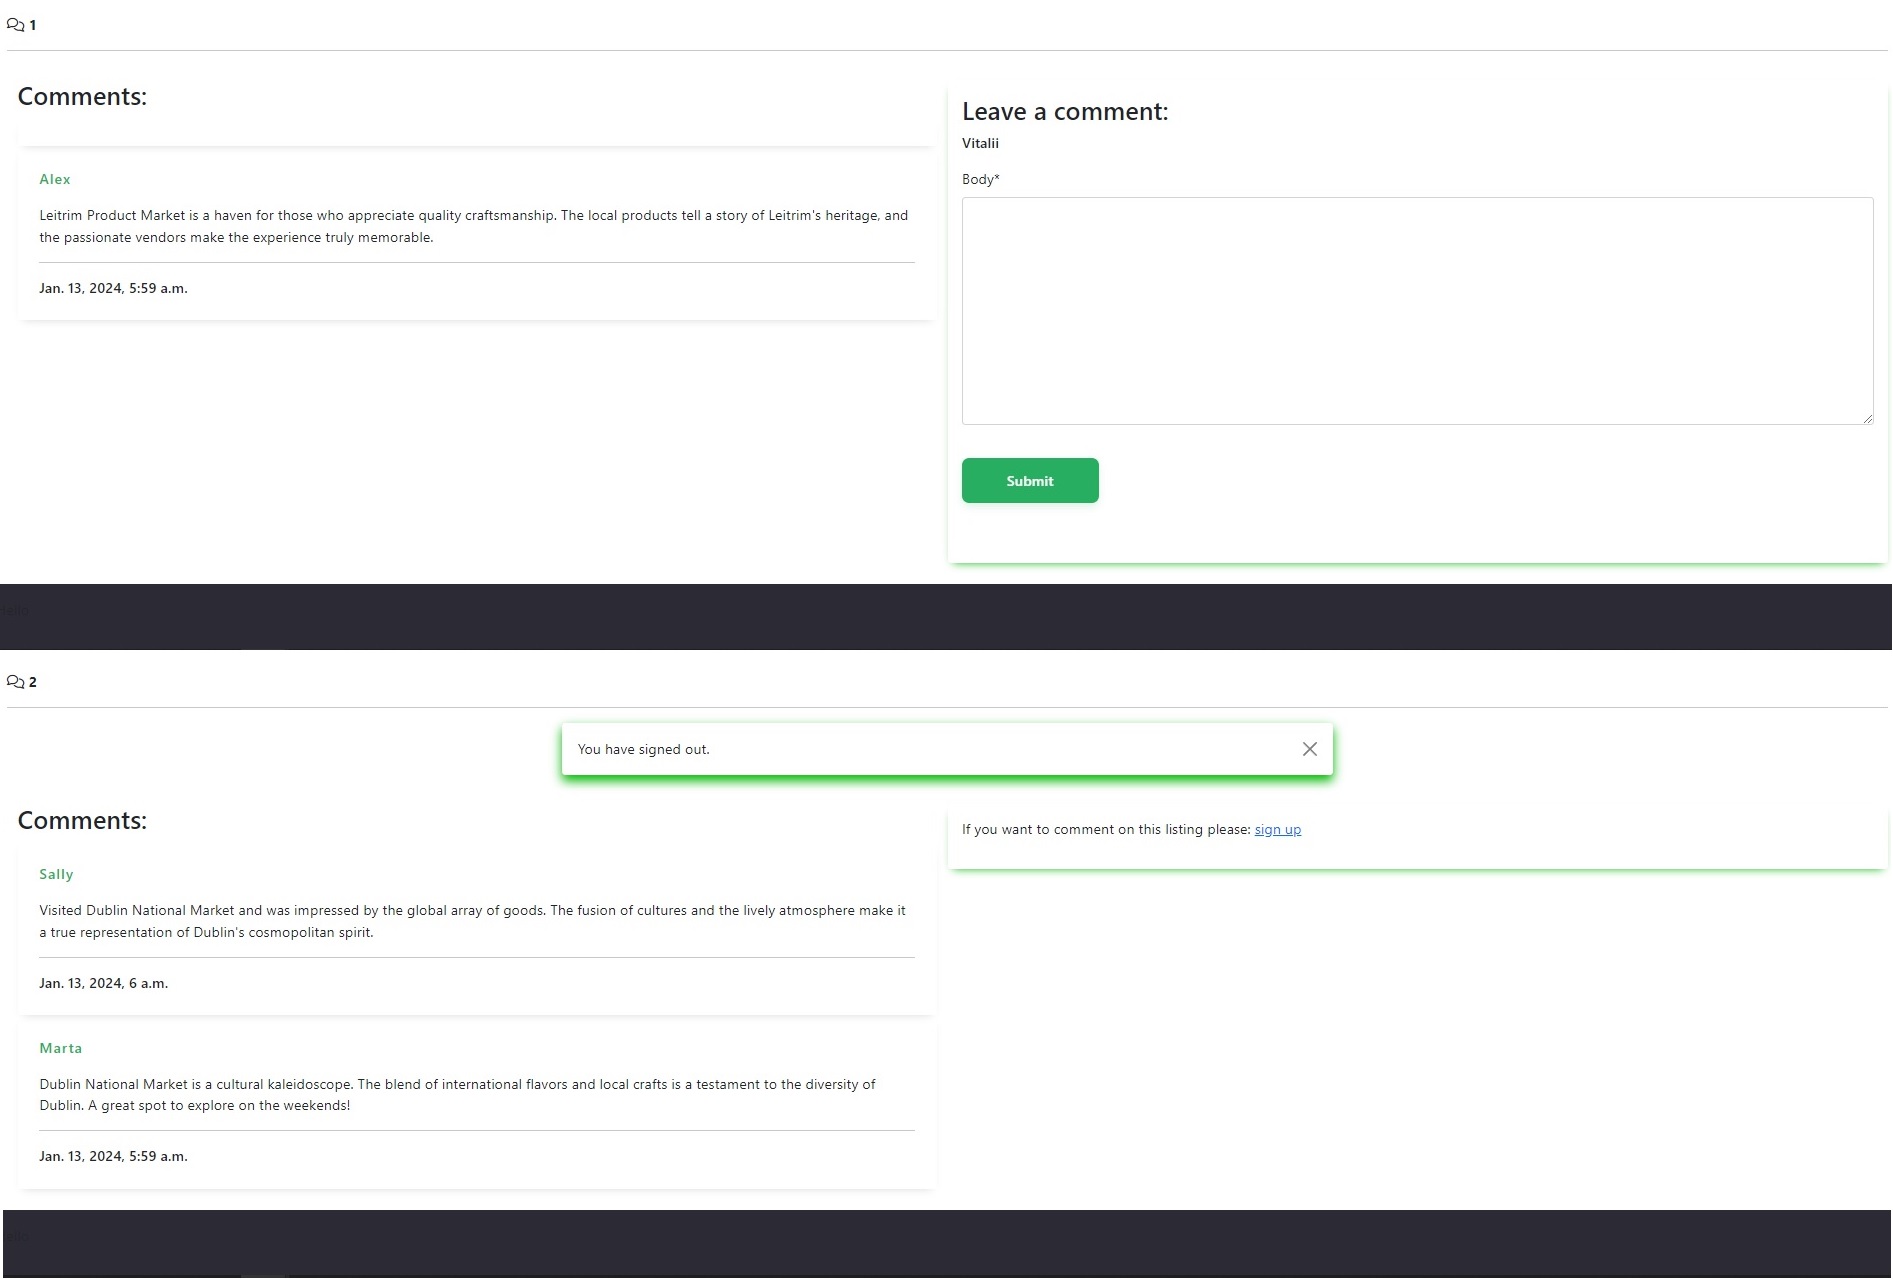 1
Comments:
Alex
Leitrim Product Market is a haven for those who appreciate quality craftsmanship. The local products tell a story of Leitrim's heritage, and
the passionate vendors make the experience truly memorable.
Jan. 13, 2024, 5:59 a.m.
Leave a comment:
Vitalii
Body*
Submit
2
You have signed out.
Comments:
Sally
Visited Dublin National Market and was impressed by the global array of goods. The fusion of cultures and the lively atmosphere make it
a true representation of Dublin's cosmopolitan spirit.
Jan. 13, 2024, 6 a.m.
Marta
Dublin National Market is a cultural kaleidoscope. The blend of international flavors and local crafts is a testament to the diversity of
Dublin. A great spot to explore on the weekends!
Jan. 13, 2024, 5:59 a.m.
If you want to comment on this listing please: sign up